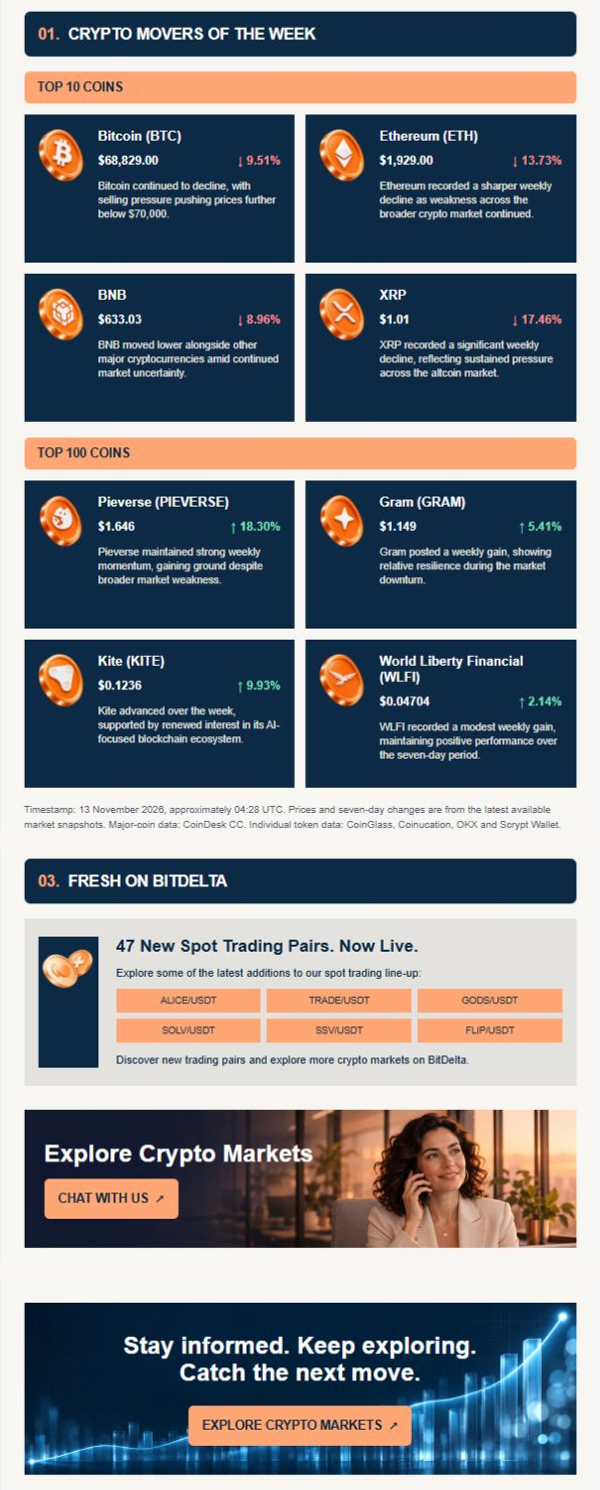 01. CRYPTO MOVERS OF THE WEEK
TOP 10 COINS
Bitcoin (BTC)
$68,829.00 ↓ 9.51%
Bitcoin continued to decline, with
selling pressure pushing prices further
below $70,000.
Ethereum (ETH)
$1,929.00 ↓ 13.73%
Ethereum recorded a sharper weekly
decline as weakness across the
broader crypto market continued.
BNB
$633.03 ↓ 8.96%
BNB moved lower alongside other
major cryptocurrencies amid continued
market uncertainty.
XRP
$1.01 ↓ 17.46%
XRP recorded a significant weekly
decline, reflecting sustained pressure
across the altcoin market.
TOP 100 COINS
Pieverse (PIEVERSE)
$1.646 ↑ 18.30%
Pieverse maintained strong weekly
momentum, gaining ground despite
broader market weakness.
Gram (GRAM)
$1.149 ↑ 5.41%
Gram posted a weekly gain, showing
relative resilience during the market
downturn.
Kite (KITE)
$0.1236 ↑ 9.93%
Kite advanced over the week,
supported by renewed interest in its AI-
focused blockchain ecosystem.
World Liberty Financial
(WLFI)
$0.04704 ↑ 2.14%
WLFI recorded a modest weekly gain,
maintaining positive performance over
the seven-day period.
Timestamp: 13 November 2026, approximately 04:28 UTC. Prices and seven-day changes are from the latest available
market snapshots. Major-coin data: CoinDesk CC. Individual token data: CoinGlass, Coinucation, OKX and Scrypt Wallet.
03. FRESH ON BITDELTA
47 New Spot Trading Pairs. Now Live.
Explore some of the latest additions to our spot trading line-up:
ALICE/USDT TRADE/USDT GODS/USDT
SOLV/USDT SSV/USDT FLIP/USDT
Discover new trading pairs and explore more crypto markets on BitDelta.
Explore Crypto Markets
CHAT WITH US ↗
Stay informed. Keep exploring.
Catch the next move.
EXPLORE CRYPTO MARKETS ↗